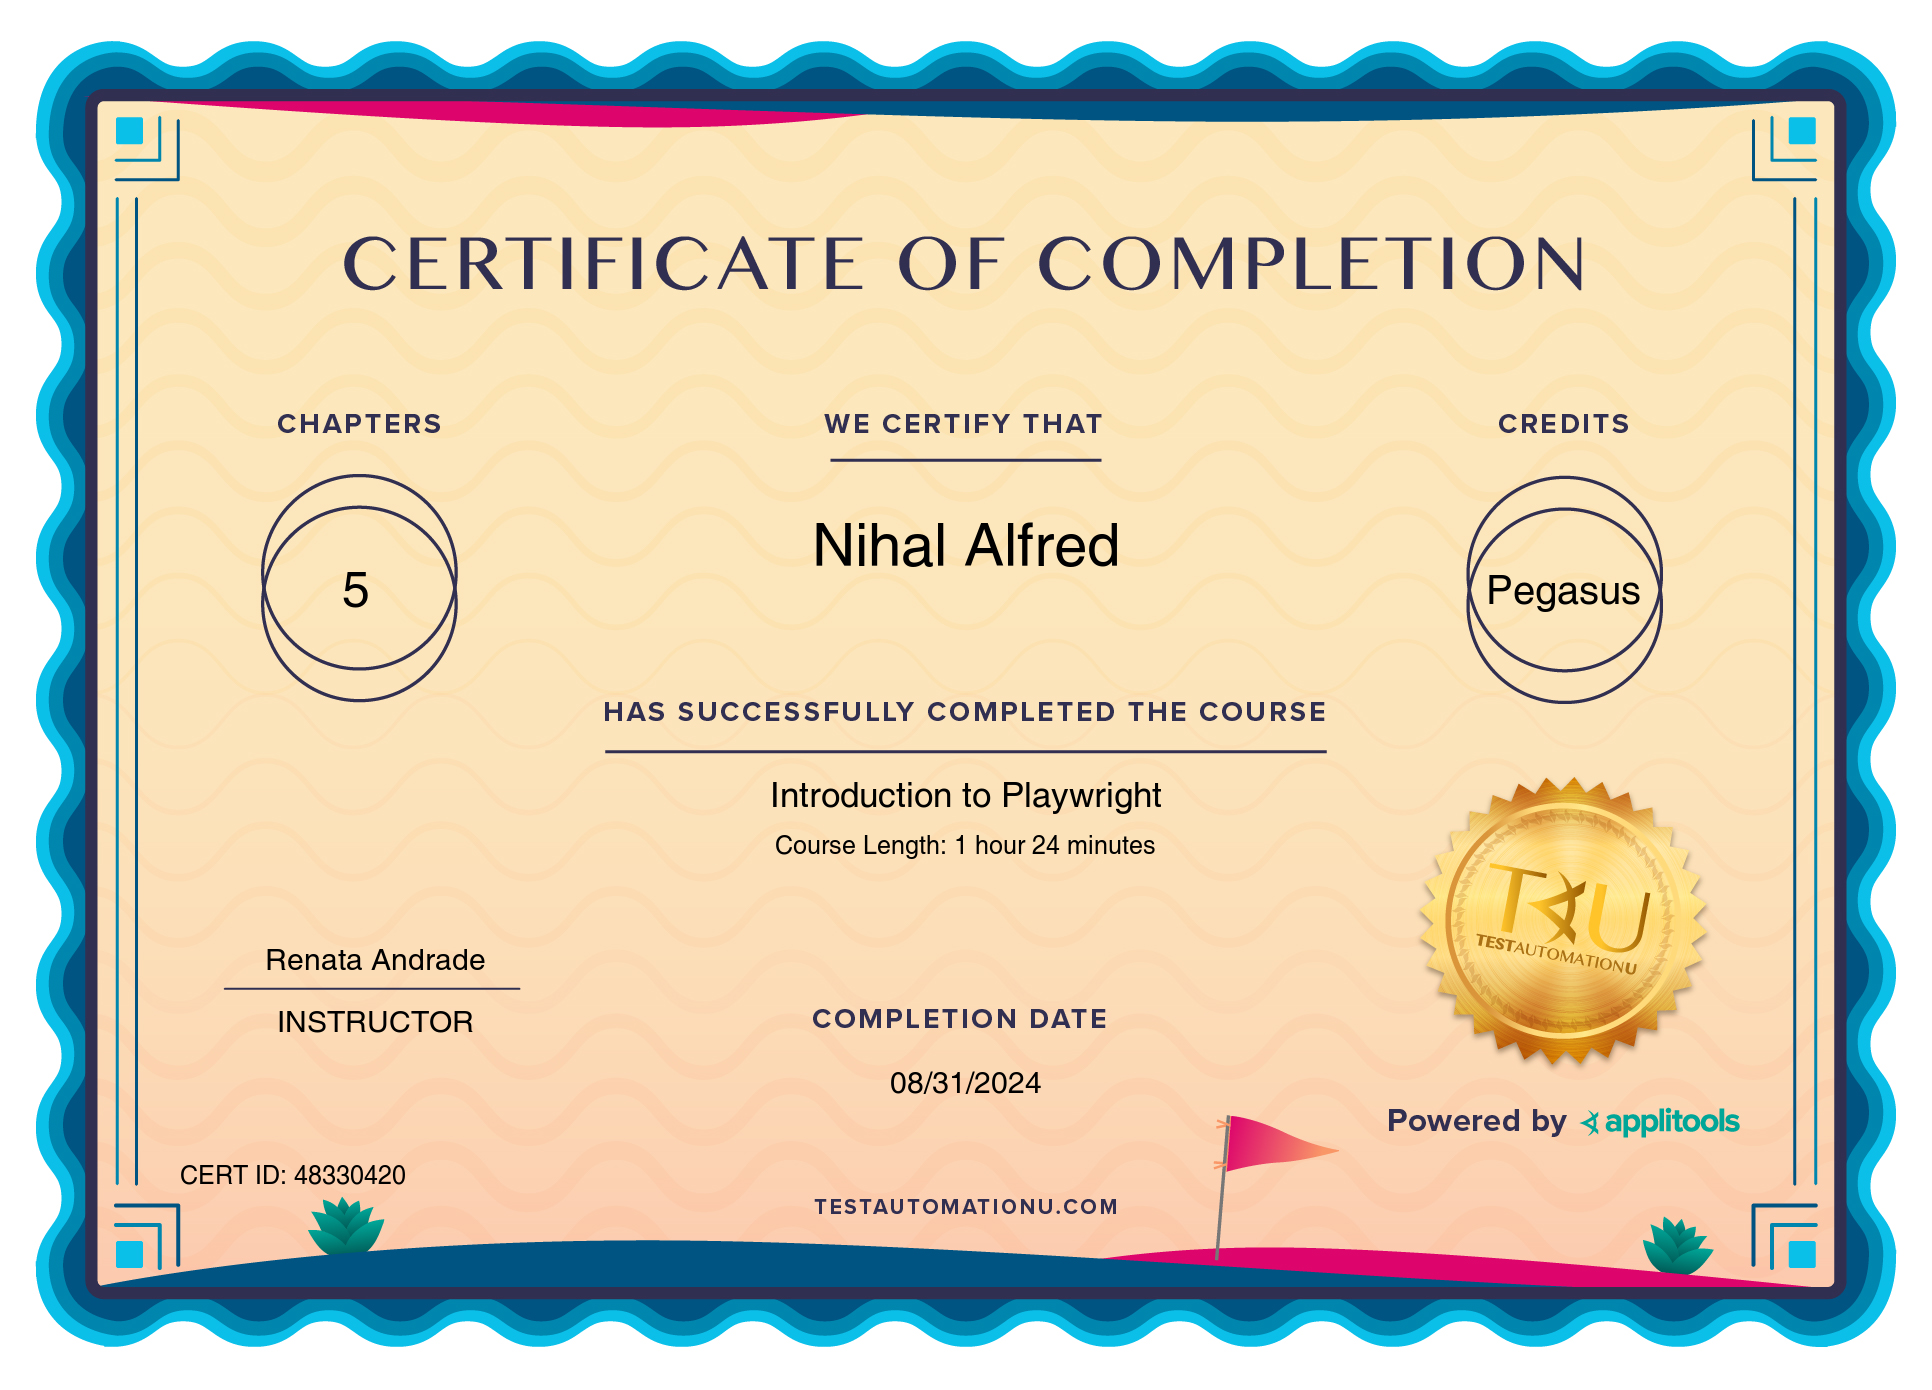 CERTIFICATE OF COMPLETION
CHAPTERS
5
WE CERTIFY THAT
Nihal Alfred
CREDITS
Pegasus
HAS SUCCESSFULLY COMPLETED THE COURSE
Introduction to Playwright
Course Length: 1 hour 24 minutes
Renata Andrade
INSTRUCTOR
COMPLETION DATE
08/31/2024
TAU
TESTAUTOMATIONU
Powered by applitools
CERT ID: 48330420
TESTAUTOMATIONU.COM